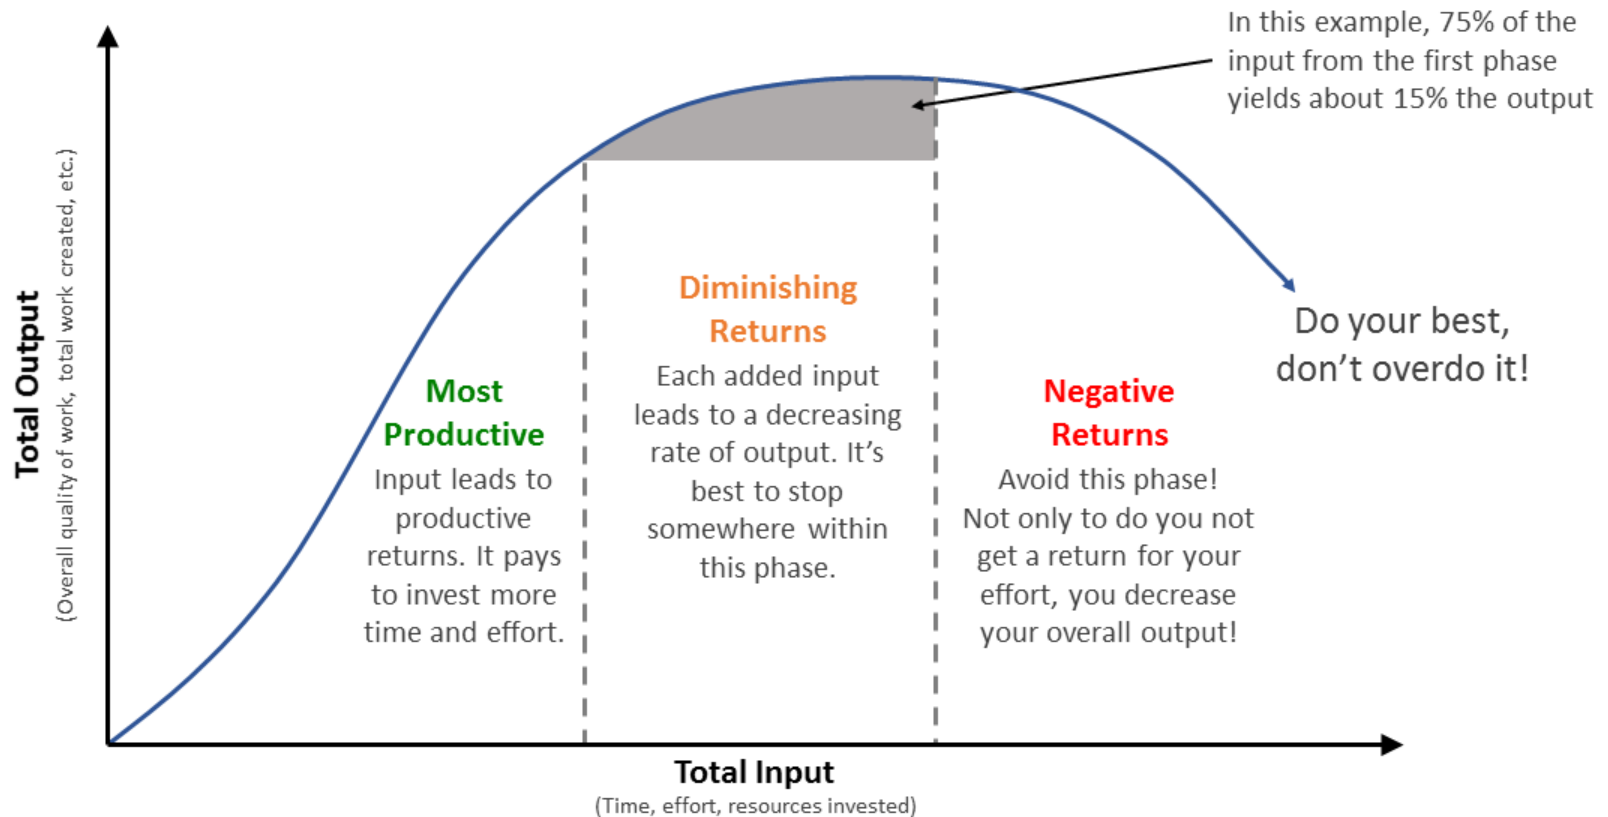 In this example, 75% of the
input from the first phase
yields about 15% the output
Total Output
(Overall quality of work, total work created, etc.)
Most
Productive
Input leads to
productive
returns. It pays
to invest more
time and effort.
Diminishing
Returns
Each added input
leads to a decreasing
rate of output. It’s
best to stop
somewhere within
this phase.
Negative
Returns
Avoid this phase!
Not only to do you not
get a return for your
effort, you decrease
your overall output!
Do your best,
don’t overdo it!
Total Input
(Time, effort, resources invested)